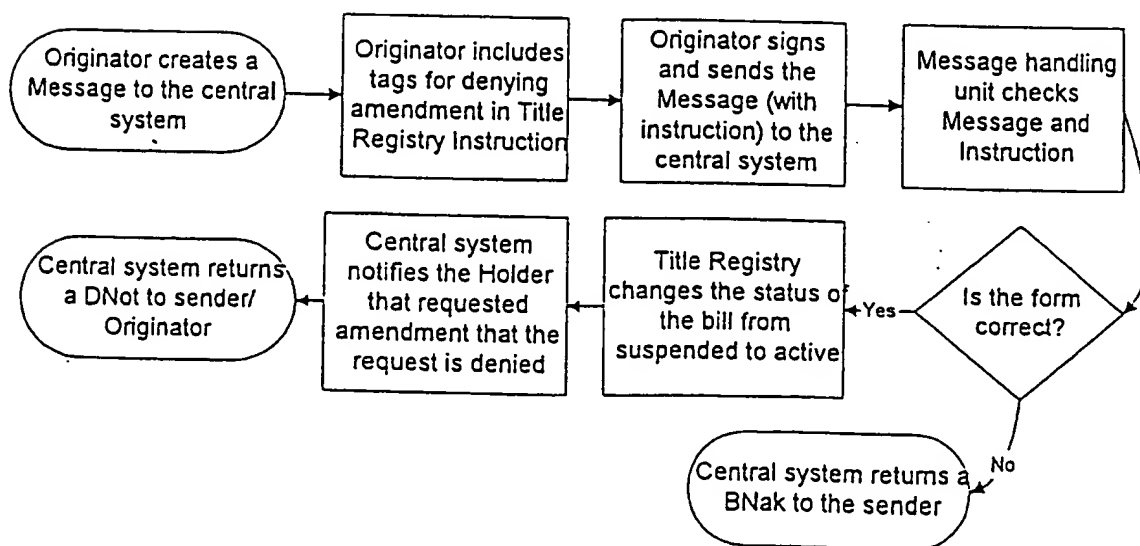 Originator creates a
Message to the central
system
Originator includes
tags for denying
amendment in Title
Registry Instruction
Originator signs
and sends the
Message (with
instruction) to the
central system
Message handling
unit checks
Message and
Instruction
Is the form
correct?
Yes
Title Registry
changes the status of
the bill from
suspended to active
Central system
notifies the Holder
that requested
amendment that the
request is denied
Central system returns
a DNot to sender/
Originator
No
Central system returns a
BNak to the sender